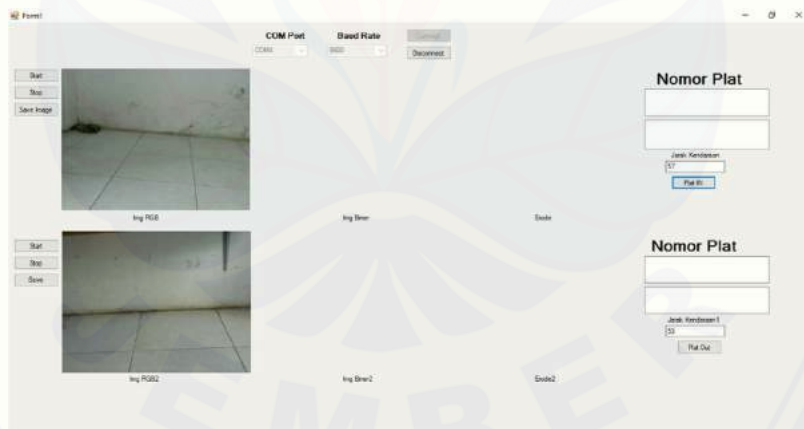 Form1
COM Port Baud Rate
COM4 9600 Connect
Disconnect
Start
Stop
Save Image
Nomor Plat
Jarak Kendaraan
57
Plat IN
Img RGB Img Biner Erode
Start
Stop
Save
Nomor Plat
Jarak Kendaraan1
59
Plat Out
Img RGB2 Img Biner2 Erode2
EMBER